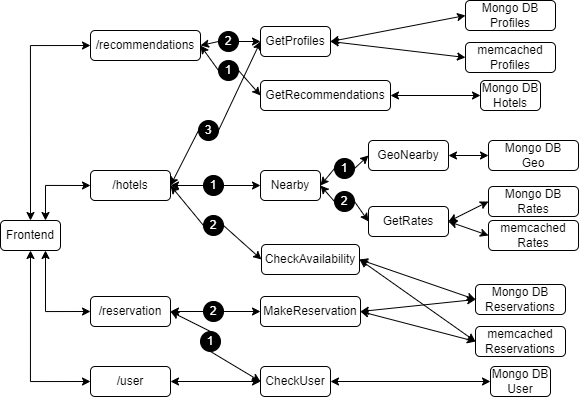 Mongo DB
Profiles
/recommendations
2
GetProfiles
memcached
Profiles
1
GetRecommendations
Mongo DB
Hotels
3
/hotels
1
Nearby
1
GeoNearby
Mongo DB
Geo
2
GetRates
Mongo DB
Rates
memcached
Rates
Frontend
2
CheckAvailability
/reservation
2
MakeReservation
Mongo DB
Reservations
memcached
Reservations
1
/user
CheckUser
Mongo DB
User